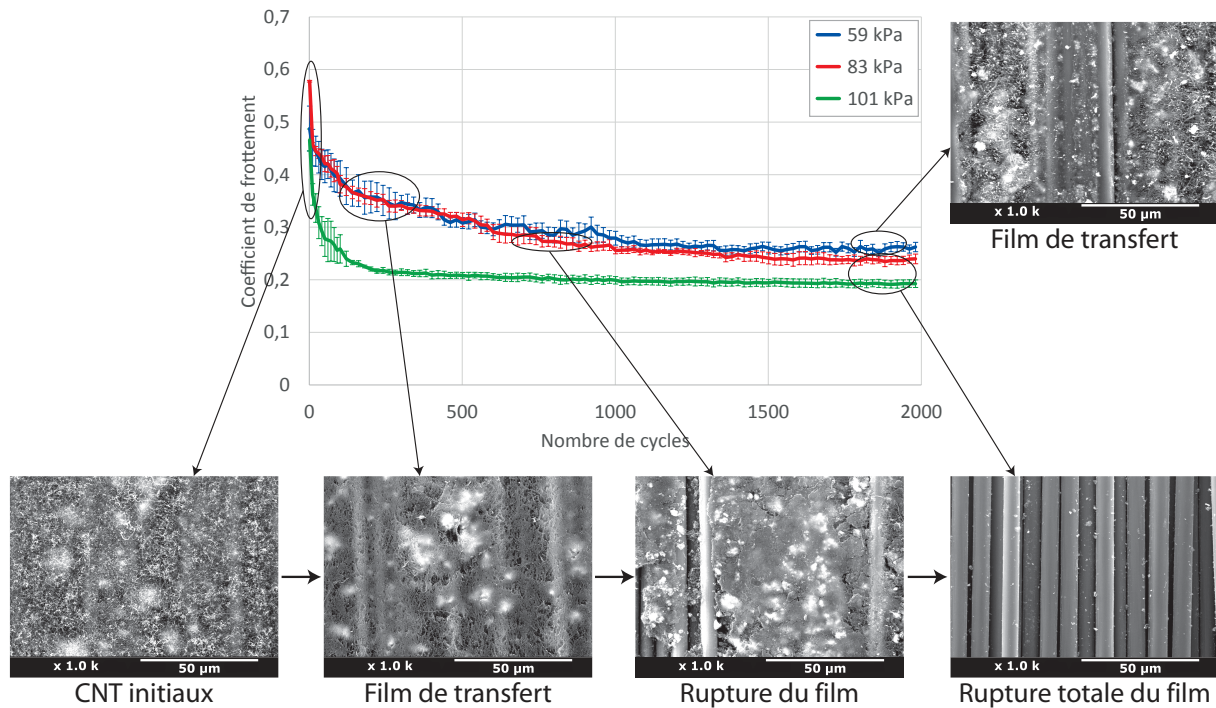 0,7
0,6
0,5
0,4
0,3
0,2
0,1
0
Coefficient de frottement
59 kPa
83 kPa
101 kPa
0
500
1000
1500
2000
Nombre de cycles
x 1.0 k 50 µm
Film de transfert
x 1.0 k 50 µm
CNT initiaux
x 1.0 k 50 µm
Film de transfert
x 1.0 k 50 µm
Rupture du film
x 1.0 k 50 µm
Rupture totale du film